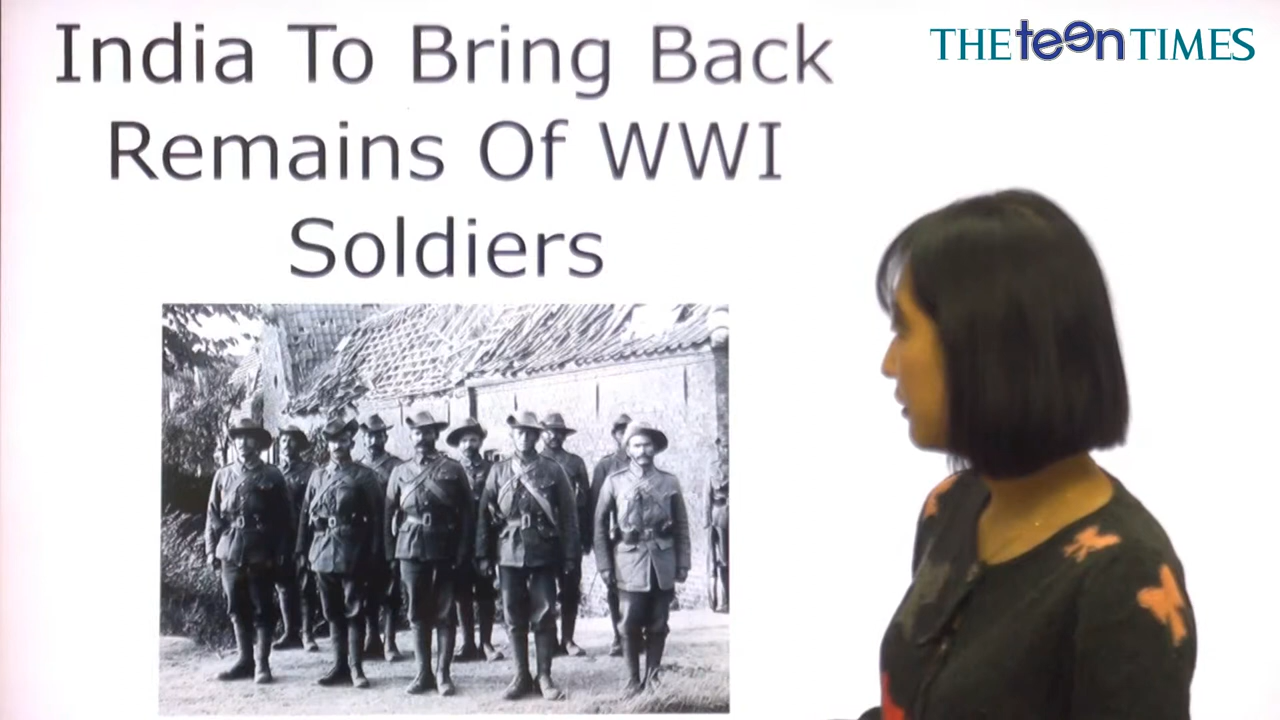 India To Bring Back
THE teen TIMES
Remains Of WWI
Soldiers